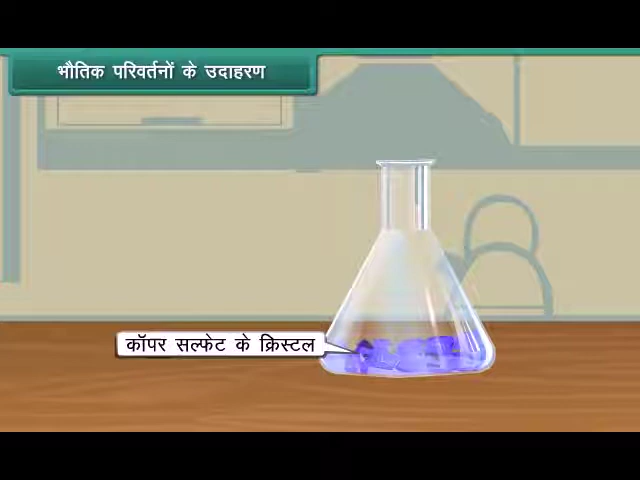 भौतिक परिवर्तनों के उदाहरण
कॉपर सल्फेट के क्रिस्टल